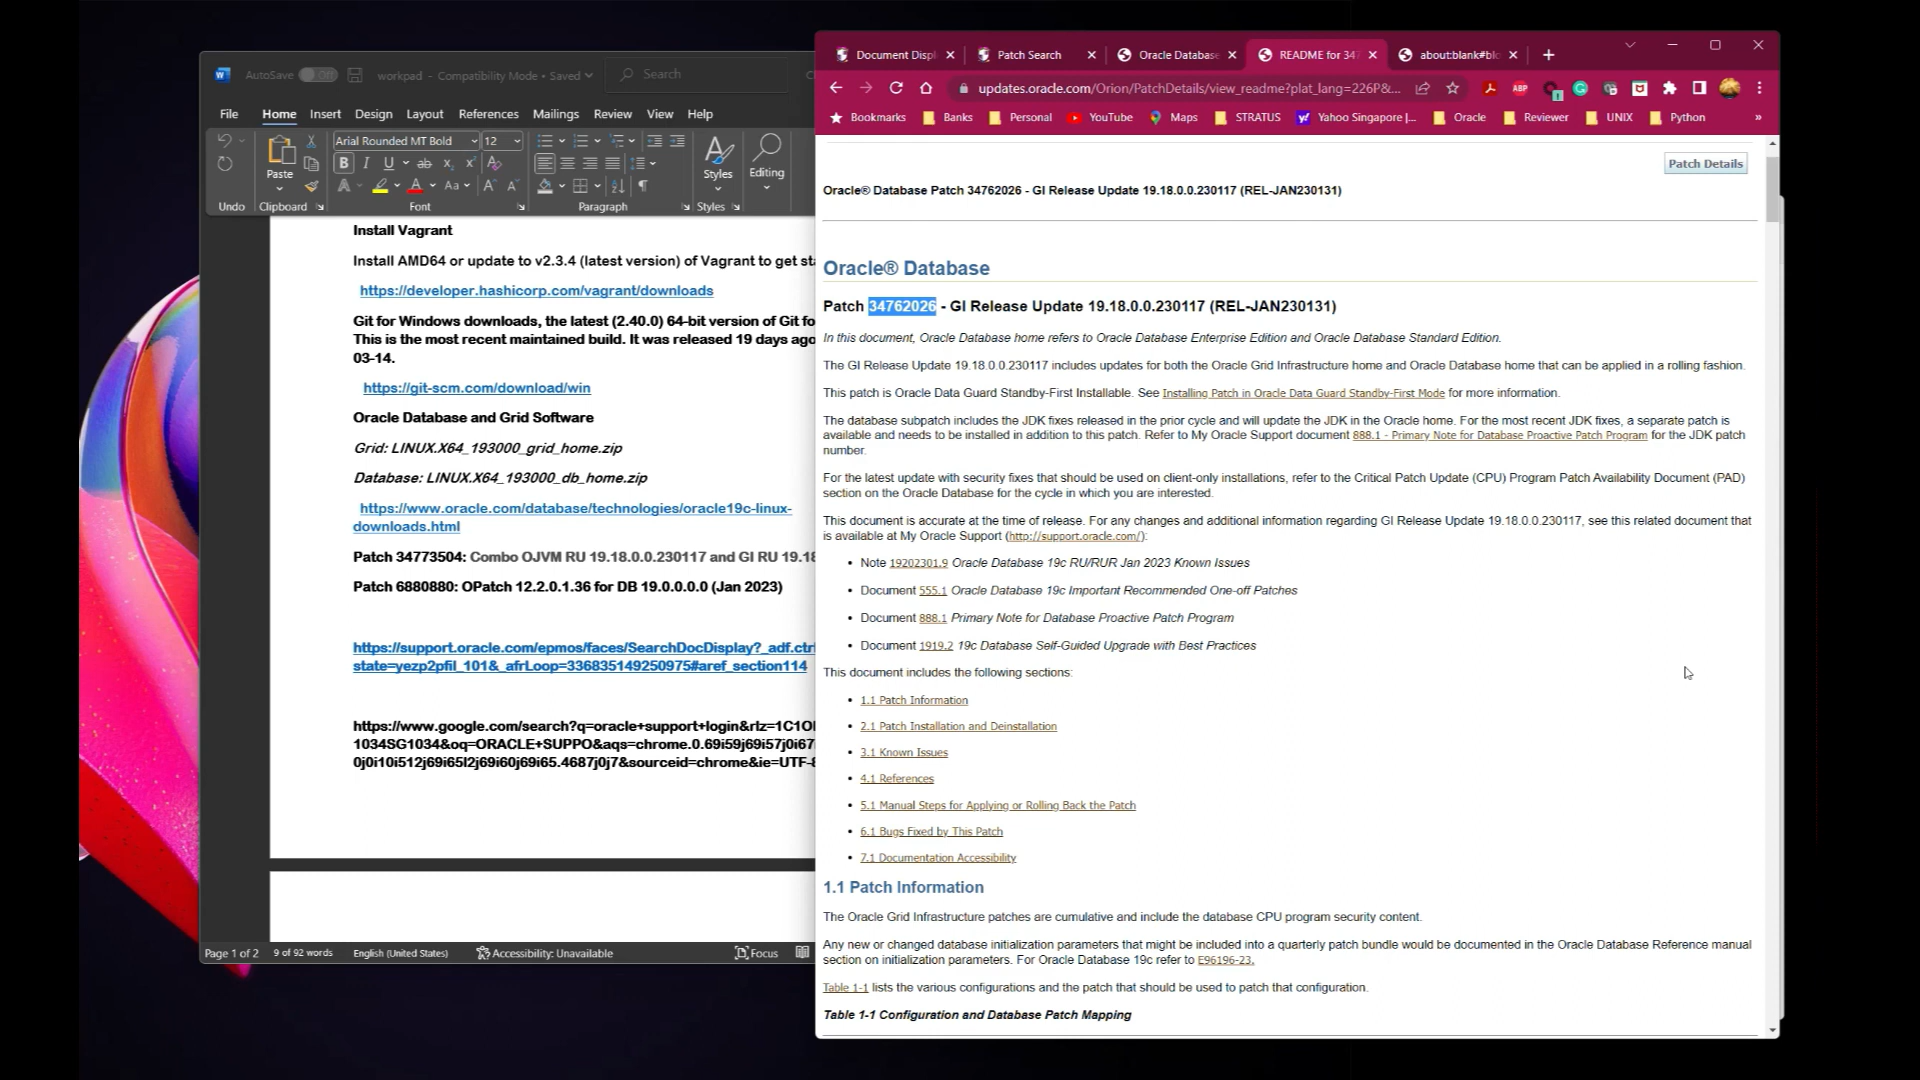 AutoSave Off workpad - Compatibility Mode • Saved Search
File Home Insert Design Layout References Mailings Review View Help
Arial Rounded MT Bold 12
Paste
Styles
Editing
Undo Clipboard Font Paragraph Styles
Install Vagrant
Install AMD64 or update to v2.3.4 (latest version) of Vagrant to get sta
https://developer.hashicorp.com/vagrant/downloads
Git for Windows downloads, the latest (2.40.0) 64-bit version of Git fo
This is the most recent maintained build. It was released 19 days ago
03-14.
https://git-scm.com/download/win
Oracle Database and Grid Software
Grid: LINUX.X64_193000_grid_home.zip
Database: LINUX.X64_193000_db_home.zip
https://www.oracle.com/database/technologies/oracle19c-linux-
downloads.html
Patch 34773504: Combo OJVM RU 19.18.0.0.230117 and GI RU 19.18
Patch 6880880: OPatch 12.2.0.1.36 for DB 19.0.0.0.0 (Jan 2023)
https://support.oracle.com/epmos/faces/SearchDocDisplay?_adf.ctrl
state=yezp2pfil_101&_afrLoop=336835149250975#aref_section114
https://www.google.com/search?q=oracle+support+login&rlz=1C1O
1034SG1034&oq=ORACLE+SUPPO&aqs=chrome.0.69i59j69i57j0i67
0j0i10i512j69i65l2j69i60j69i65.4687j0j7&sourceid=chrome&ie=UTF-8
Page 1 of 2 9 of 92 words English (United States) Accessibility: Unavailable Focus
Document Displ Patch Search Oracle Database README for 347 about:blank#blo
updates.oracle.com/Orion/PatchDetails/view_readme?plat_lang=226P&...
ABP
Bookmarks Banks Personal YouTube Maps STRATUS Yahoo Singapore |... Oracle Reviewer UNIX Python »
Patch Details
Oracle® Database Patch 34762026 - GI Release Update 19.18.0.0.230117 (REL-JAN230131)
Oracle® Database
Patch 34762026 - GI Release Update 19.18.0.0.230117 (REL-JAN230131)
In this document, Oracle Database home refers to Oracle Database Enterprise Edition and Oracle Database Standard Edition.
The GI Release Update 19.18.0.0.230117 includes updates for both the Oracle Grid Infrastructure home and Oracle Database home that can be applied in a rolling fashion.
This patch is Oracle Data Guard Standby-First Installable. See Installing Patch in Oracle Data Guard Standby-First Mode for more information.
The database subpatch includes the JDK fixes released in the prior cycle and will update the JDK in the Oracle home. For the most recent JDK fixes, a separate patch is
available and needs to be installed in addition to this patch. Refer to My Oracle Support document 888.1 - Primary Note for Database Proactive Patch Program for the JDK patch
number.
For the latest update with security fixes that should be used on client-only installations, refer to the Critical Patch Update (CPU) Program Patch Availability Document (PAD)
section on the Oracle Database for the cycle in which you are interested.
This document is accurate at the time of release. For any changes and additional information regarding GI Release Update 19.18.0.0.230117, see this related document that
is available at My Oracle Support (http://support.oracle.com/):
• Note 19202301.9 Oracle Database 19c RU/RUR Jan 2023 Known Issues
• Document 555.1 Oracle Database 19c Important Recommended One-off Patches
• Document 888.1 Primary Note for Database Proactive Patch Program
• Document 1919.2 19c Database Self-Guided Upgrade with Best Practices
This document includes the following sections:
• 1.1 Patch Information
• 2.1 Patch Installation and Deinstallation
• 3.1 Known Issues
• 4.1 References
• 5.1 Manual Steps for Applying or Rolling Back the Patch
• 6.1 Bugs Fixed by This Patch
• 7.1 Documentation Accessibility
1.1 Patch Information
The Oracle Grid Infrastructure patches are cumulative and include the database CPU program security content.
Any new or changed database initialization parameters that might be included into a quarterly patch bundle would be documented in the Oracle Database Reference manual
section on initialization parameters. For Oracle Database 19c refer to E96196-23.
Table 1-1 lists the various configurations and the patch that should be used to patch that configuration.
Table 1-1 Configuration and Database Patch Mapping